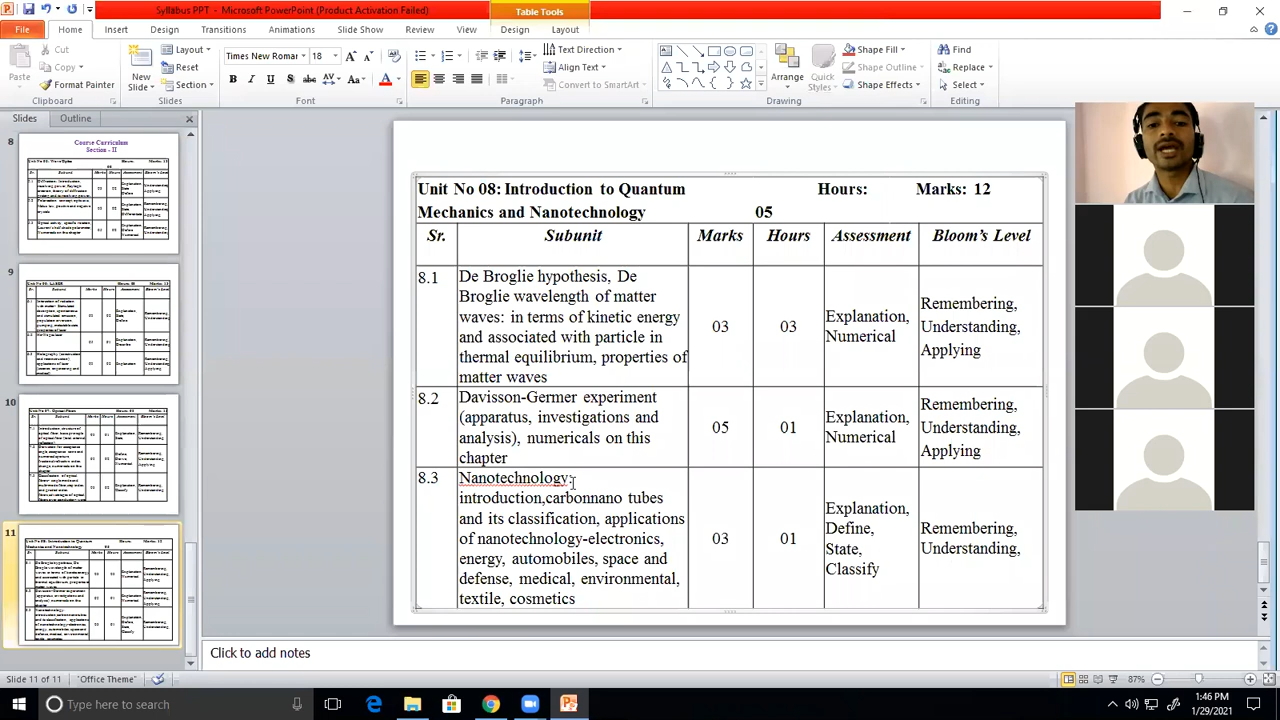 Syllabus PPT - Microsoft PowerPoint (Product Activation Failed)
Table Tools
File Home Insert Design Transitions Animations Slide Show Review View Design Layout
Cut
Copy
Format Painter
Paste
Clipboard
New
Slide
Layout
Reset
Section
Slides
Times New Romar 18
B I U S abc AV Aa A
Font
Text Direction
Align Text
Convert to SmartArt
Paragraph
Arrange
Quick
Styles
Shape Fill
Shape Outline
Shape Effects
Drawing
Find
Replace
Select
Editing
Slides Outline
8
Course Curriculum
Section - II
9
10
11
Unit No 08: Introduction to Quantum Hours: Marks: 12
Mechanics and Nanotechnology 05
Sr. Subunit Marks Hours Assessment Bloom's Level
8.1 De Broglie hypothesis, De
Broglie wavelength of matter
waves: in terms of kinetic energy
and associated with particle in
thermal equilibrium, properties of
matter waves
03 03
Explanation,
Numerical
Remembering,
Understanding,
Applying
8.2 Davisson-Germer experiment
(apparatus, investigations and
analysis), numericals on this
chapter
05 01
Explanation,
Numerical
Remembering,
Understanding,
Applying
8.3 Nanotechnology:
introduction,carbonnano tubes
and its classification, applications
of nanotechnology-electronics,
energy, automobiles, space and
defense, medical, environmental,
textile, cosmetics
03 01
Explanation,
Define,
State,
Classify
Remembering,
Understanding,
Click to add notes
Slide 11 of 11 "Office Theme" 87%
Type here to search
1:46 PM
1/29/2021